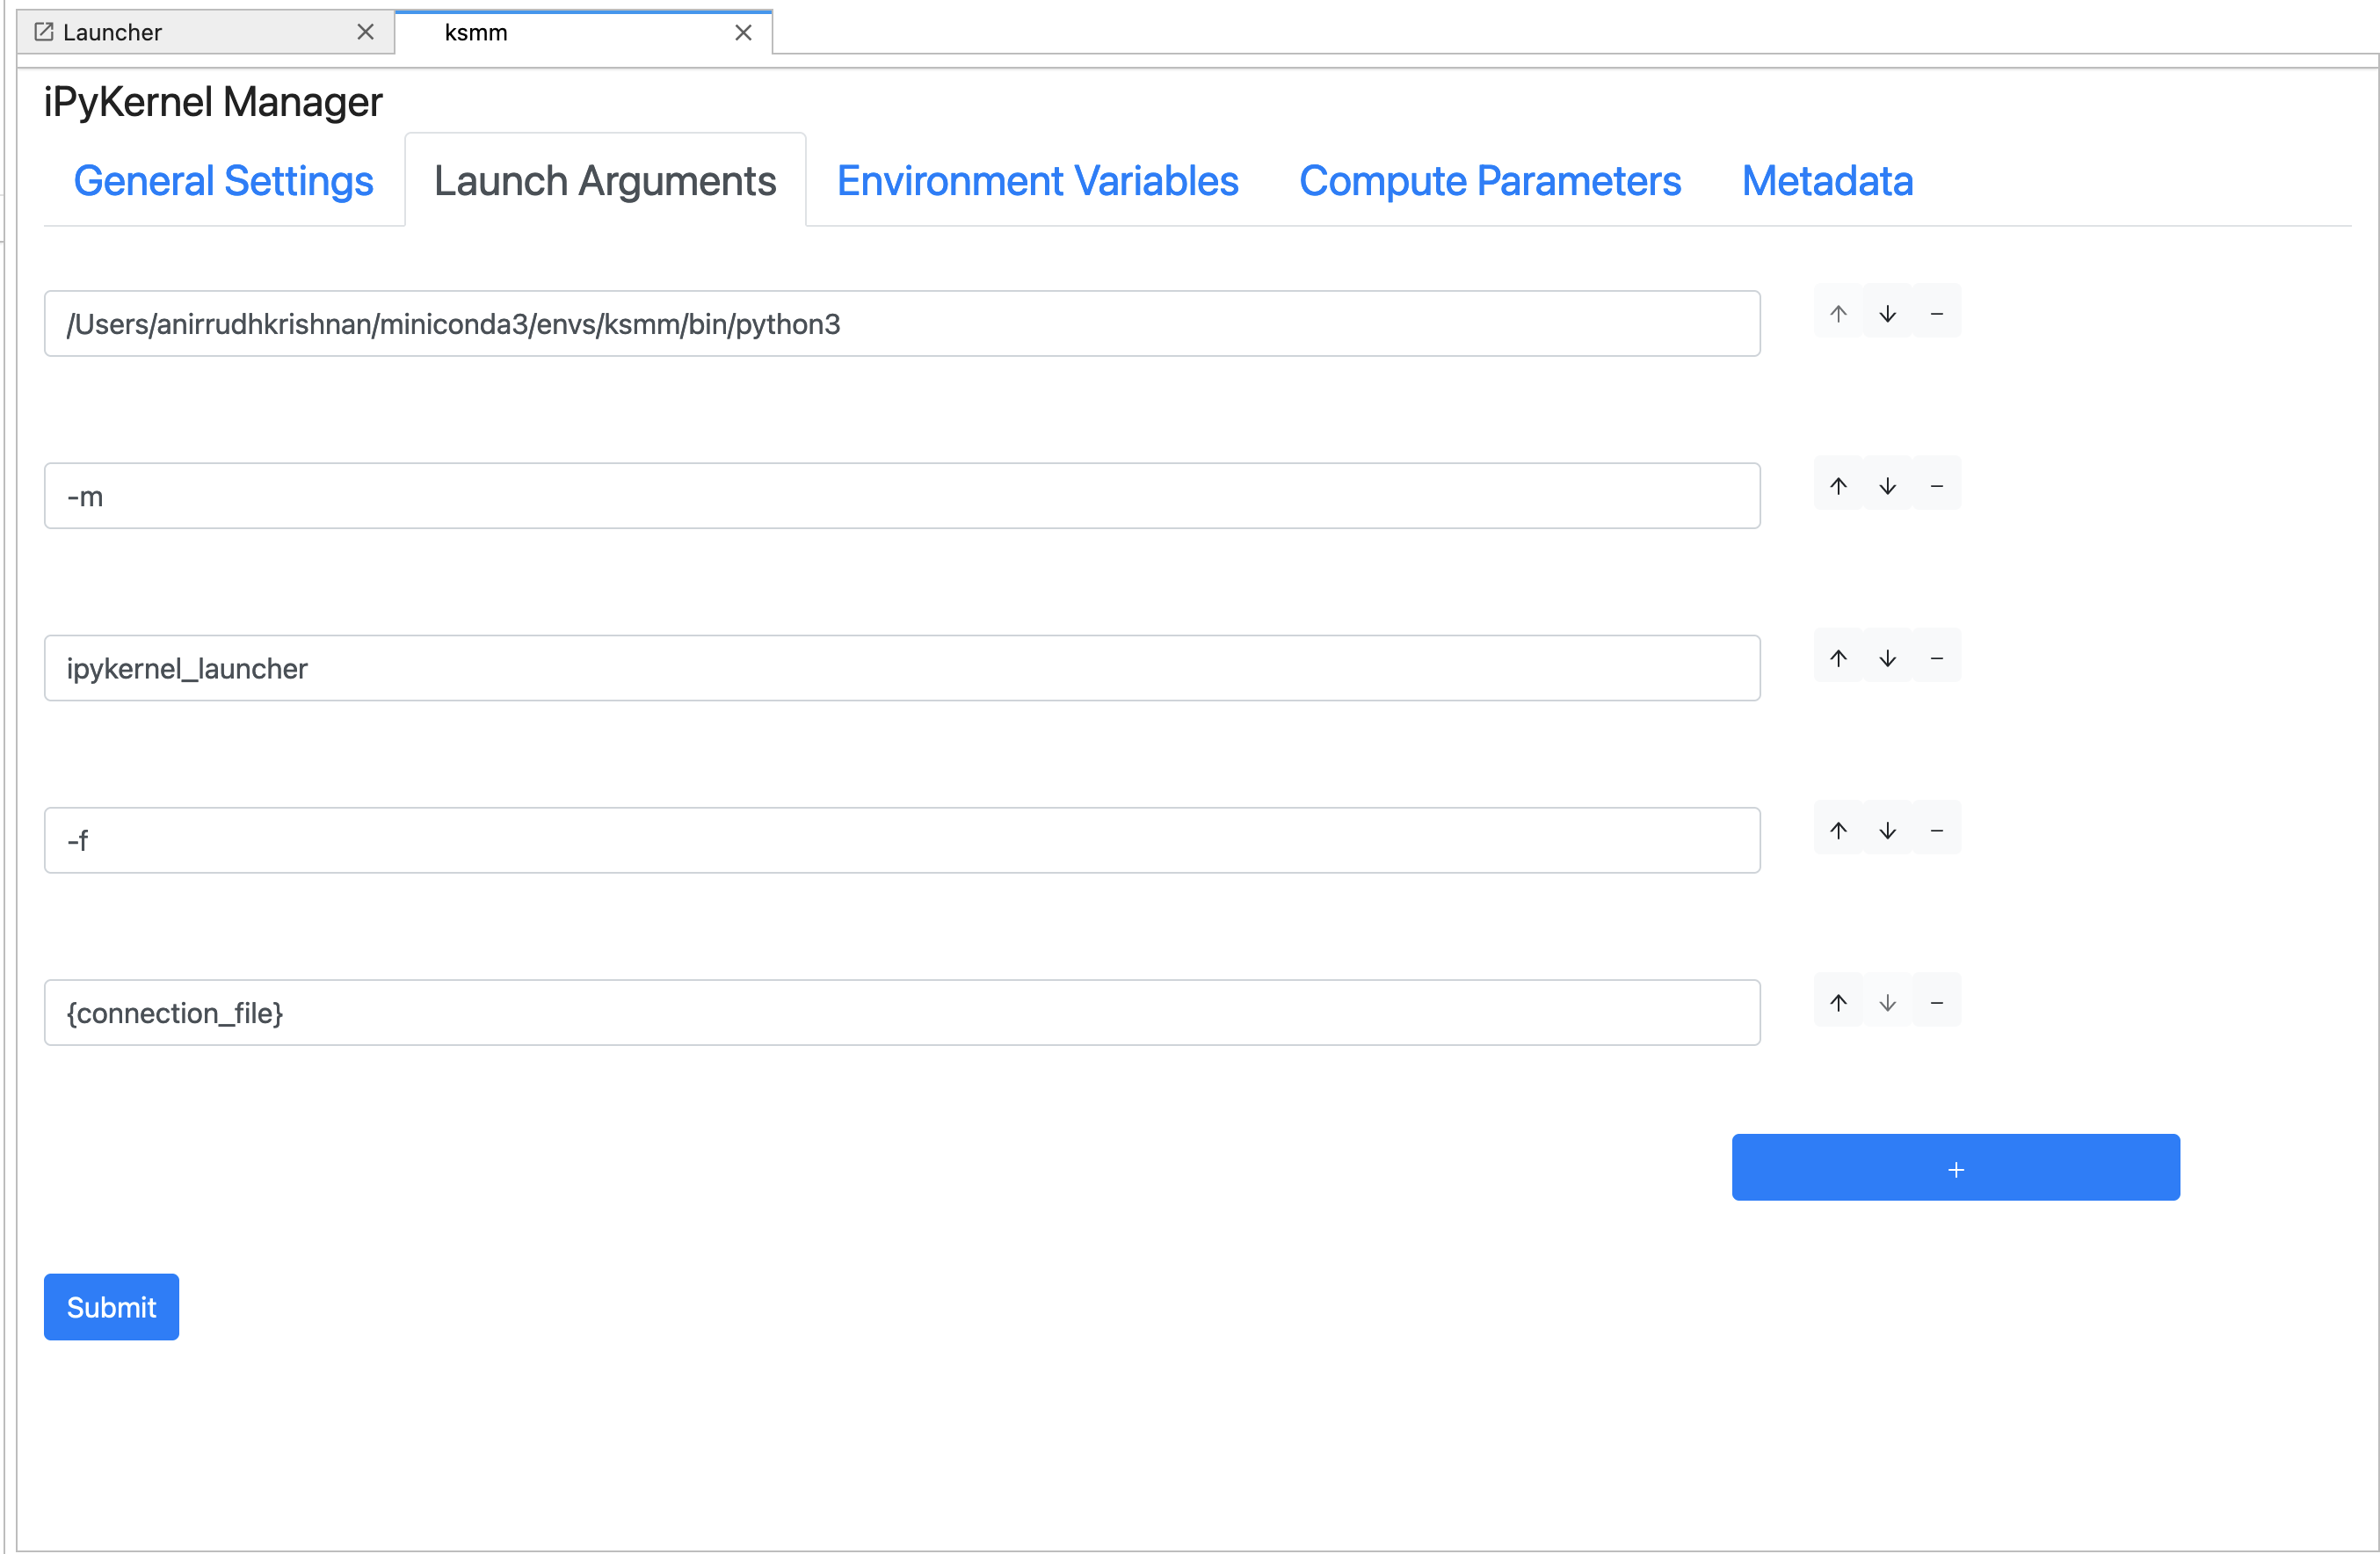 Launcher
ksmm
iPyKernel Manager
General Settings
Launch Arguments
Environment Variables
Compute Parameters
Metadata
/Users/anirrudhkrishnan/miniconda3/envs/ksmm/bin/python3
-m
ipykernel_launcher
-f
{connection_file}
+
Submit